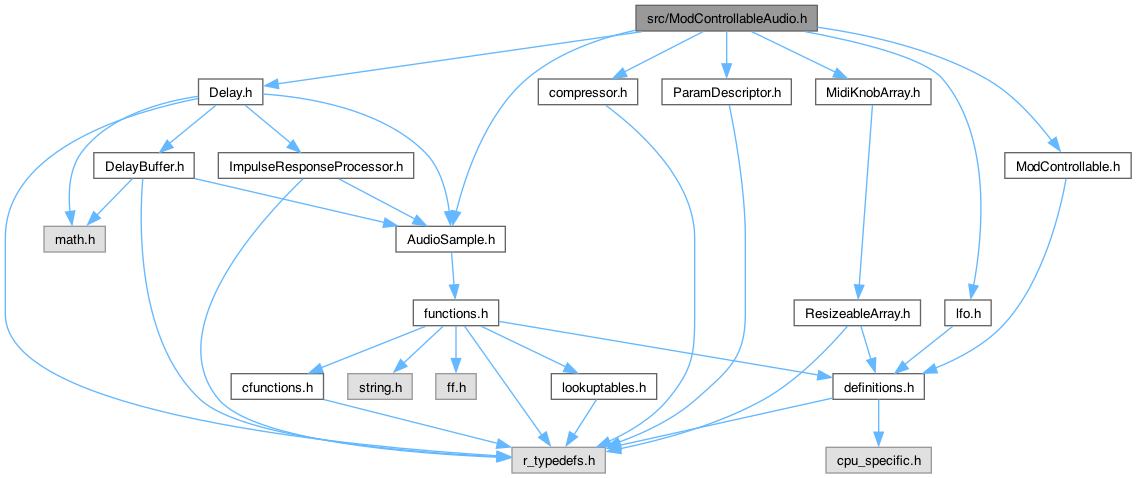 src/ModControllableAudio.h
Delay.h
compressor.h
ParamDescriptor.h
MidiKnobArray.h
DelayBuffer.h
ImpulseResponseProcessor.h
ModControllable.h
math.h
AudioSample.h
functions.h
ResizeableArray.h
lfo.h
cfunctions.h
string.h
ff.h
lookuptables.h
definitions.h
r_typedefs.h
cpu_specific.h